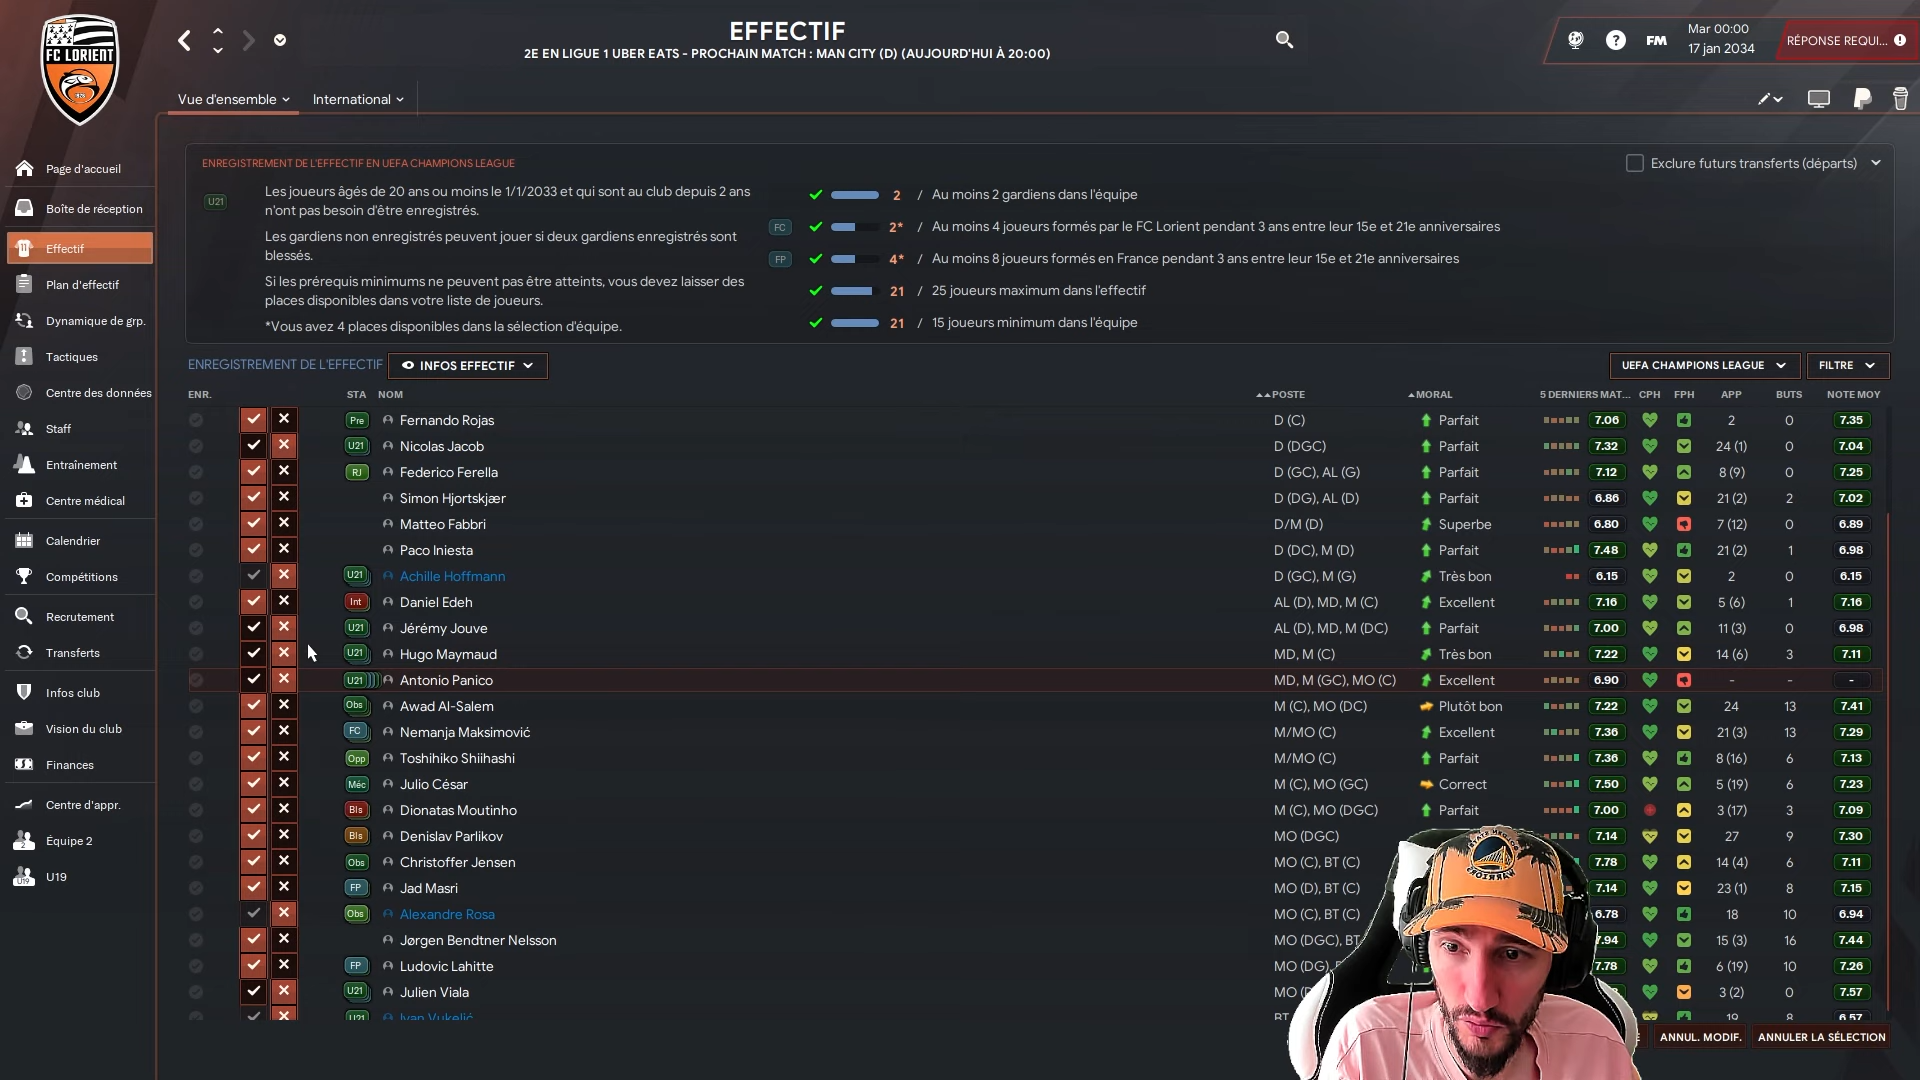 EFFECTIF
2E EN LIGUE 1 UBER EATS - PROCHAIN MATCH : MAN CITY (D) (AUJOURD'HUI À 20:00)
FC LORIENT
FM
Mar 00:00
17 jan 2034
RÉPONSE REQUI...
Vue d'ensemble
International
Page d'accueil
Boîte de réception
Effectif
Plan d'effectif
Dynamique de grp.
Tactiques
Centre des données
Staff
Entraînement
Centre médical
Calendrier
Compétitions
Recrutement
Transferts
Infos club
Vision du club
Finances
Centre d'appr.
Équipe 2
U19
ENREGISTREMENT DE L'EFFECTIF EN UEFA CHAMPIONS LEAGUE
Exclure futurs transferts (départs)
U21
Les joueurs âgés de 20 ans ou moins le 1/1/2033 et qui sont au club depuis 2 ans
n'ont pas besoin d'être enregistrés.
Les gardiens non enregistrés peuvent jouer si deux gardiens enregistrés sont
blessés.
Si les prérequis minimums ne peuvent pas être atteints, vous devez laisser des
places disponibles dans votre liste de joueurs.
*Vous avez 4 places disponibles dans la sélection d'équipe.
2 / Au moins 2 gardiens dans l'équipe
FC 2* / Au moins 4 joueurs formés par le FC Lorient pendant 3 ans entre leur 15e et 21e anniversaires
FP 4* / Au moins 8 joueurs formés en France pendant 3 ans entre leur 15e et 21e anniversaires
21 / 25 joueurs maximum dans l'effectif
21 / 15 joueurs minimum dans l'équipe
ENREGISTREMENT DE L'EFFECTIF INFOS EFFECTIF UEFA CHAMPIONS LEAGUE FILTRE
ENR. STA NOM POSTE MORAL 5 DERNIERS MAT... CPH FPH APP BUTS NOTE MOY
Pre Fernando Rojas D (C) Parfait 7.06 2 0 7.35
U21 Nicolas Jacob D (DGC) Parfait 7.32 24 (1) 0 7.04
RJ Federico Ferella D (GC), AL (G) Parfait 7.12 8 (9) 0 7.25
Simon Hjortskjær D (DG), AL (D) Parfait 6.86 21 (2) 2 7.02
Matteo Fabbri D/M (D) Superbe 6.80 7 (12) 0 6.89
Paco Iniesta D (DC), M (D) Parfait 7.48 21 (2) 1 6.98
U21 Achille Hoffmann D (GC), M (G) Très bon 6.15 2 0 6.15
Int Daniel Edeh AL (D), MD, M (C) Excellent 7.16 5 (6) 1 7.16
U21 Jérémy Jouve AL (D), MD, M (DC) Parfait 7.00 11 (3) 0 6.98
U21 Hugo Maymaud MD, M (C) Très bon 7.22 14 (6) 3 7.11
U21 Antonio Panico MD, M (GC), MO (C) Excellent 6.90 - - -
Obs Awad Al-Salem M (C), MO (DC) Plutôt bon 7.22 24 13 7.41
FC Nemanja Maksimović M/MO (C) Excellent 7.36 21 (3) 13 7.29
Opp Toshihiko Shiihashi M/MO (C) Parfait 7.36 8 (16) 6 7.13
Méc Julio César M (C), MO (GC) Correct 7.50 5 (19) 6 7.23
Bls Dionatas Moutinho M (C), MO (DGC) Parfait 7.00 3 (17) 3 7.09
Bls Denislav Parlikov MO (DGC) 7.14 27 9 7.30
Obs Christoffer Jensen MO (C), BT (C) 7.78 14 (4) 6 7.11
FP Jad Masri MO (D), BT (C) 7.14 23 (1) 8 7.15
Obs Alexandre Rosa MO (C), BT (C) 6.78 18 10 6.94
Jørgen Bendtner Nelsson MO (DGC), BT 7.94 15 (3) 16 7.44
FP Ludovic Lahitte MO (DG), 7.78 6 (19) 10 7.26
U21 Julien Viala MO 3 (2) 0 7.57
U21 Ivan Vukelić BT 19 8 6.57
ANNUL. MODIF. ANNULER LA SÉLECTION